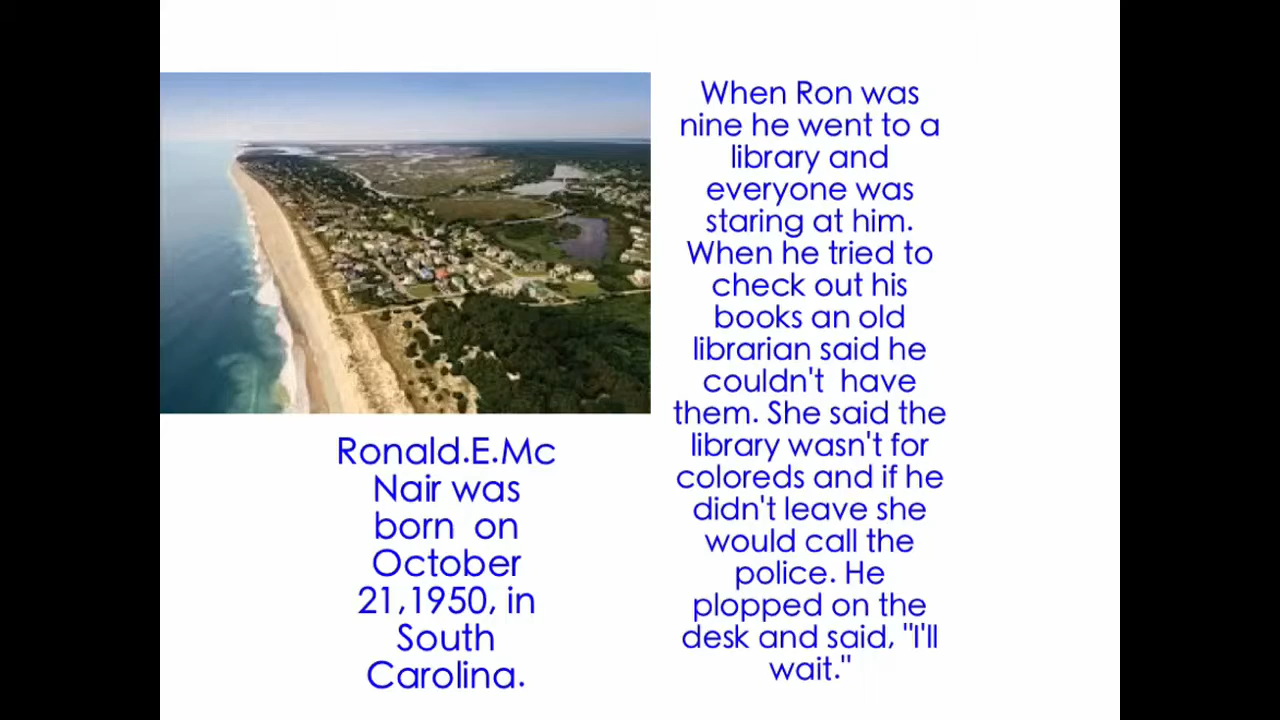 Ronald.E.Mc
Nair was
born  on
October
21,1950, in
South
Carolina.
When Ron was
nine he went to a
library and
everyone was
staring at him.
When he tried to
check out his
books an old
librarian said he
couldn't  have
them. She said the
library wasn't for
coloreds and if he
didn't leave she
would call the
police. He
plopped on the
desk and said, "I'll
wait."